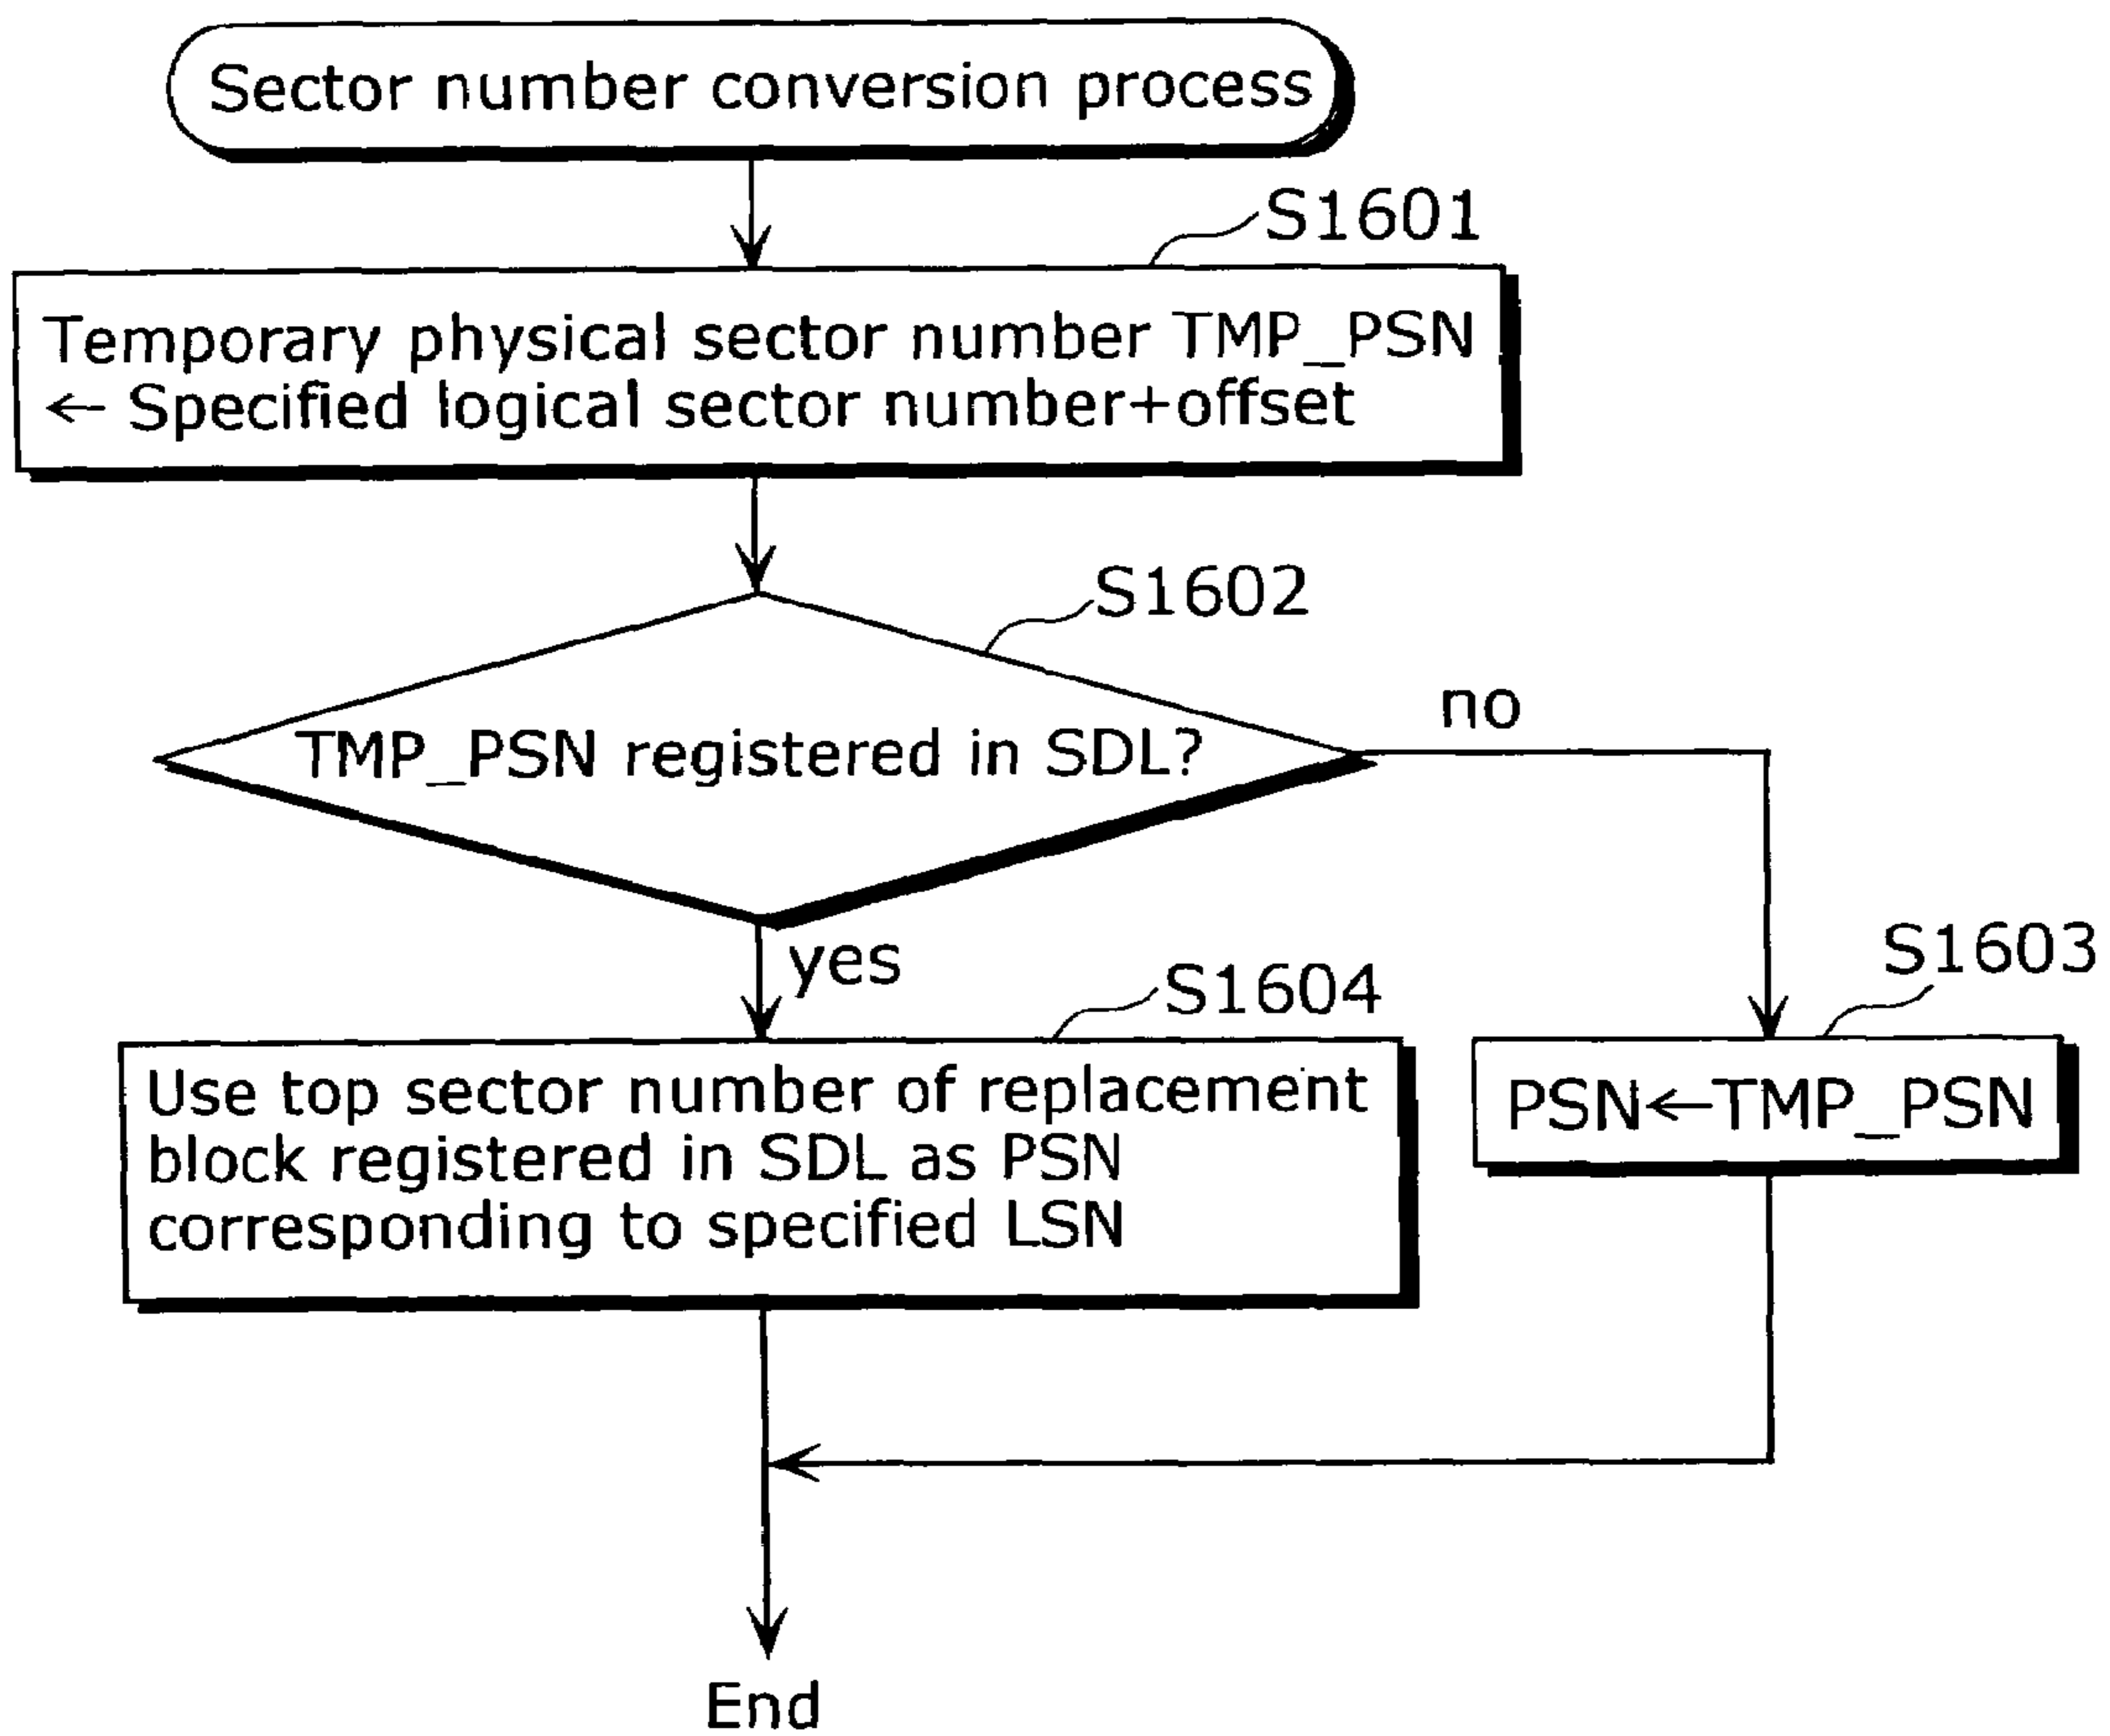 Sector number conversion process
S1601
Temporary physical sector number TMP_PSN
← Specified logical sector number+offset
S1602
TMP_PSN registered in SDL?
no
yes
S1603
S1604
Use top sector number of replacement
block registered in SDL as PSN
corresponding to specified LSN
PSN←TMP_PSN
End